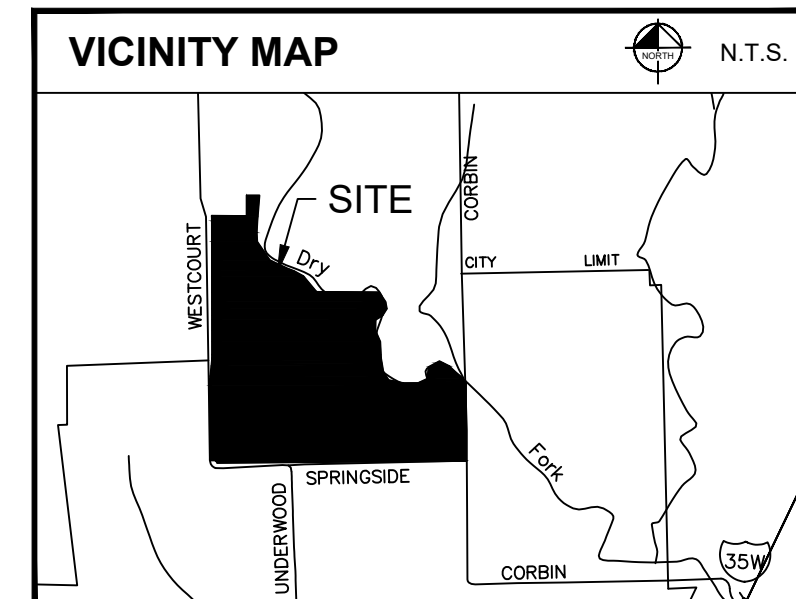 VICINITY MAP
NORTH
N.T.S.
SITE
CORBIN
WESTCOURT
Dry
CITY LIMIT
Fork
SPRINGSIDE
UNDERWOOD
CORBIN
35W